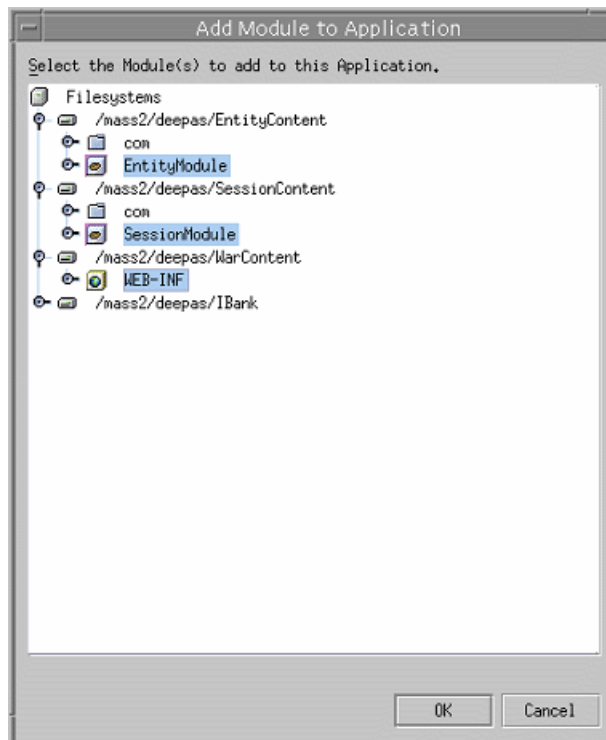 Add Module to Application
Select the Module(s) to add to this Application.
Filesystems
/mass2/deepas/EntityContent
com
EntityModule
/mass2/deepas/SessionContent
com
SessionModule
/mass2/deepas/WarContent
WEB-INF
/mass2/deepas/IBank
OK
Cancel